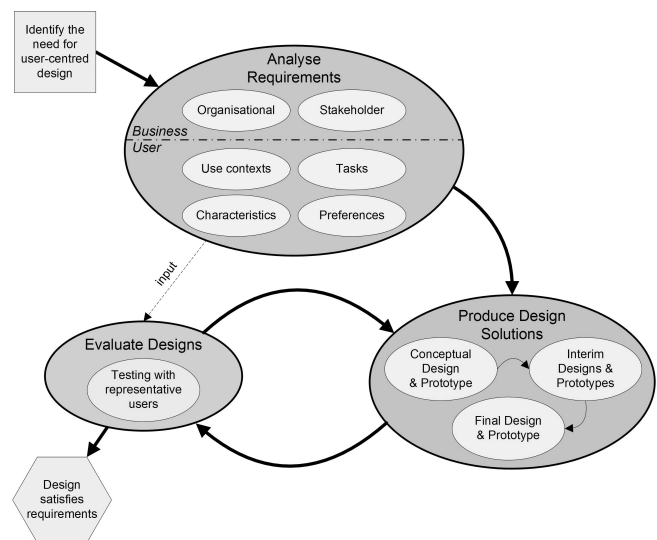 Identify the
need for
user-centred
design
Analyse
Requirements
Organisational
Stakeholder
Business
User
Use contexts
Tasks
Characteristics
Preferences
input
Evaluate Designs
Testing with
representative
users
Produce Design
Solutions
Conceptual
Design
& Prototype
Interim
Designs &
Prototypes
Final Design
& Prototype
Design
satisfies
requirements